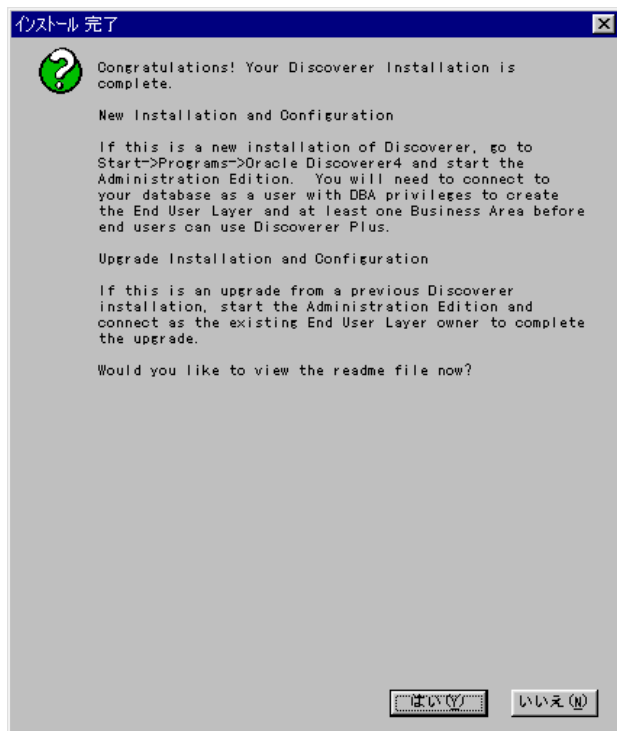 インストール 完了
Congratulations! Your Discoverer Installation is
complete.
New Installation and Configuration
If this is a new installation of Discoverer, go to
Start->Programs->Oracle Discoverer4 and start the
Administration Edition.  You will need to connect to
your database as a user with DBA privileges to create
the End User Layer and at least one Business Area before
end users can use Discoverer Plus.
Upgrade Installation and Configuration
If this is an upgrade from a previous Discoverer
installation, start the Administration Edition and
connect as the existing End User Layer owner to complete
the upgrade.
Would you like to view the readme file now?
はい(Y)
いいえ(N)